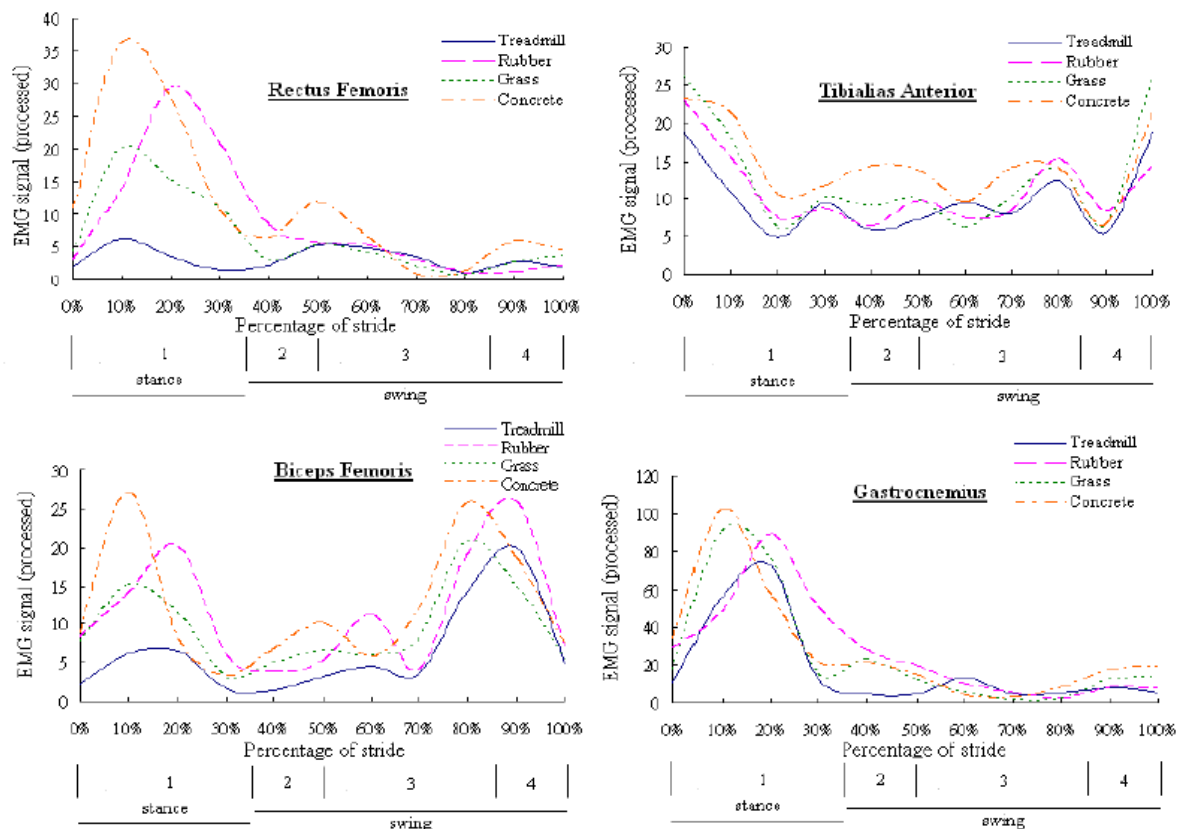 Rectus Femoris
EMG signal (processed)
40
35
30
25
20
15
10
5
0
Treadmill
Rubber
Grass
Concrete
0% 10% 20% 30% 40% 50% 60% 70% 80% 90% 100%
Percentage of stride
1 2 3 4
stance
swing
Tibialias Anterior
EMG signal (processed)
30
25
20
15
10
5
0
Treadmill
Rubber
Grass
Concrete
0% 10% 20% 30% 40% 50% 60% 70% 80% 90% 100%
Percentage of stride
1 2 3 4
stance
swing
Biceps Femoris
EMG signal (processed)
30
25
20
15
10
5
0
Treadmill
Rubber
Grass
Concrete
0% 10% 20% 30% 40% 50% 60% 70% 80% 90% 100%
Percentage of stride
1 2 3 4
stance
swing
Gastrocnemius
EMG signal (processed)
120
100
80
60
40
20
0
Treadmill
Rubber
Grass
Concrete
0% 10% 20% 30% 40% 50% 60% 70% 80% 90% 100%
Percentage of stride
1 2 3 4
stance
swing